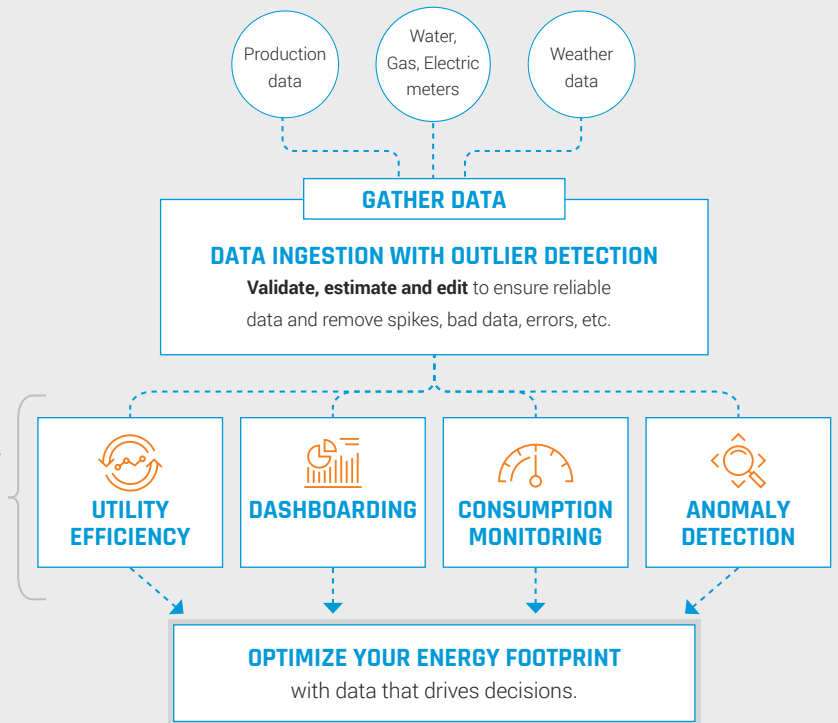 Production
data
Water,
Gas, Electric
meters
Weather
data
GATHER DATA
DATA INGESTION WITH OUTLIER DETECTION
Validate, estimate and edit to ensure reliable
data and remove spikes, bad data, errors, etc.
UTILITY
EFFICIENCY
DASHBOARDING
CONSUMPTION
MONITORING
ANOMALY
DETECTION
OPTIMIZE YOUR ENERGY FOOTPRINT
with data that drives decisions.